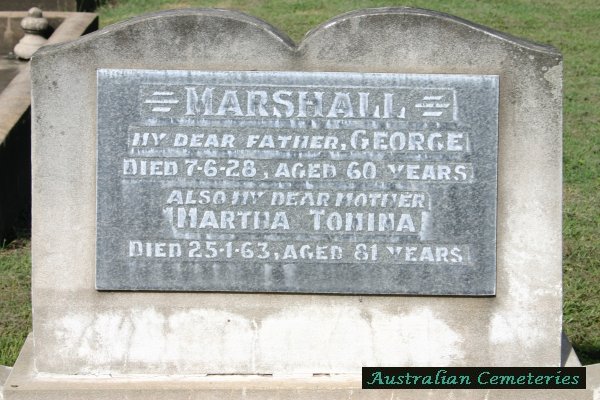 MARSHALL
MY DEAR FATHER, GEORGE
DIED 7-6-28, AGED 60 YEARS
ALSO MY DEAR MOTHER
MARTHA TOMINA
DIED 25-1-63, AGED 81 YEARS
Australian Cemeteries